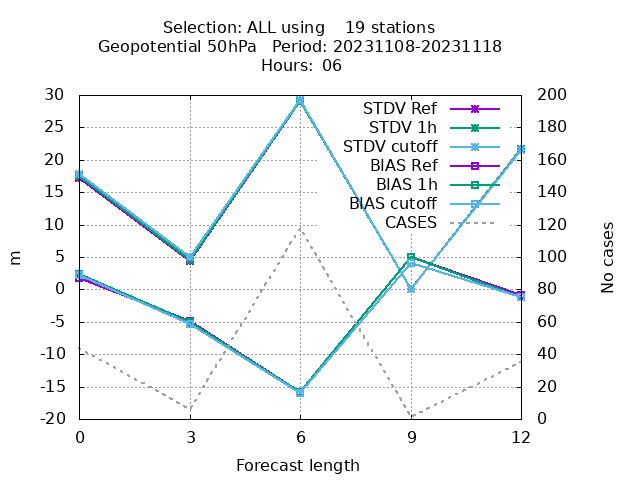 Selection: ALL using    19 stations
Geopotential 50hPa   Period: 20231108-20231118
Hours: 06
30
25
20
15
10
5
0
-5
-10
-15
-20
200
180
160
140
120
100
80
60
40
20
0
STDV Ref
STDV 1h
STDV cutoff
BIAS Ref
BIAS 1h
BIAS cutoff
CASES
m
No cases
0 3 6 9 12
Forecast length